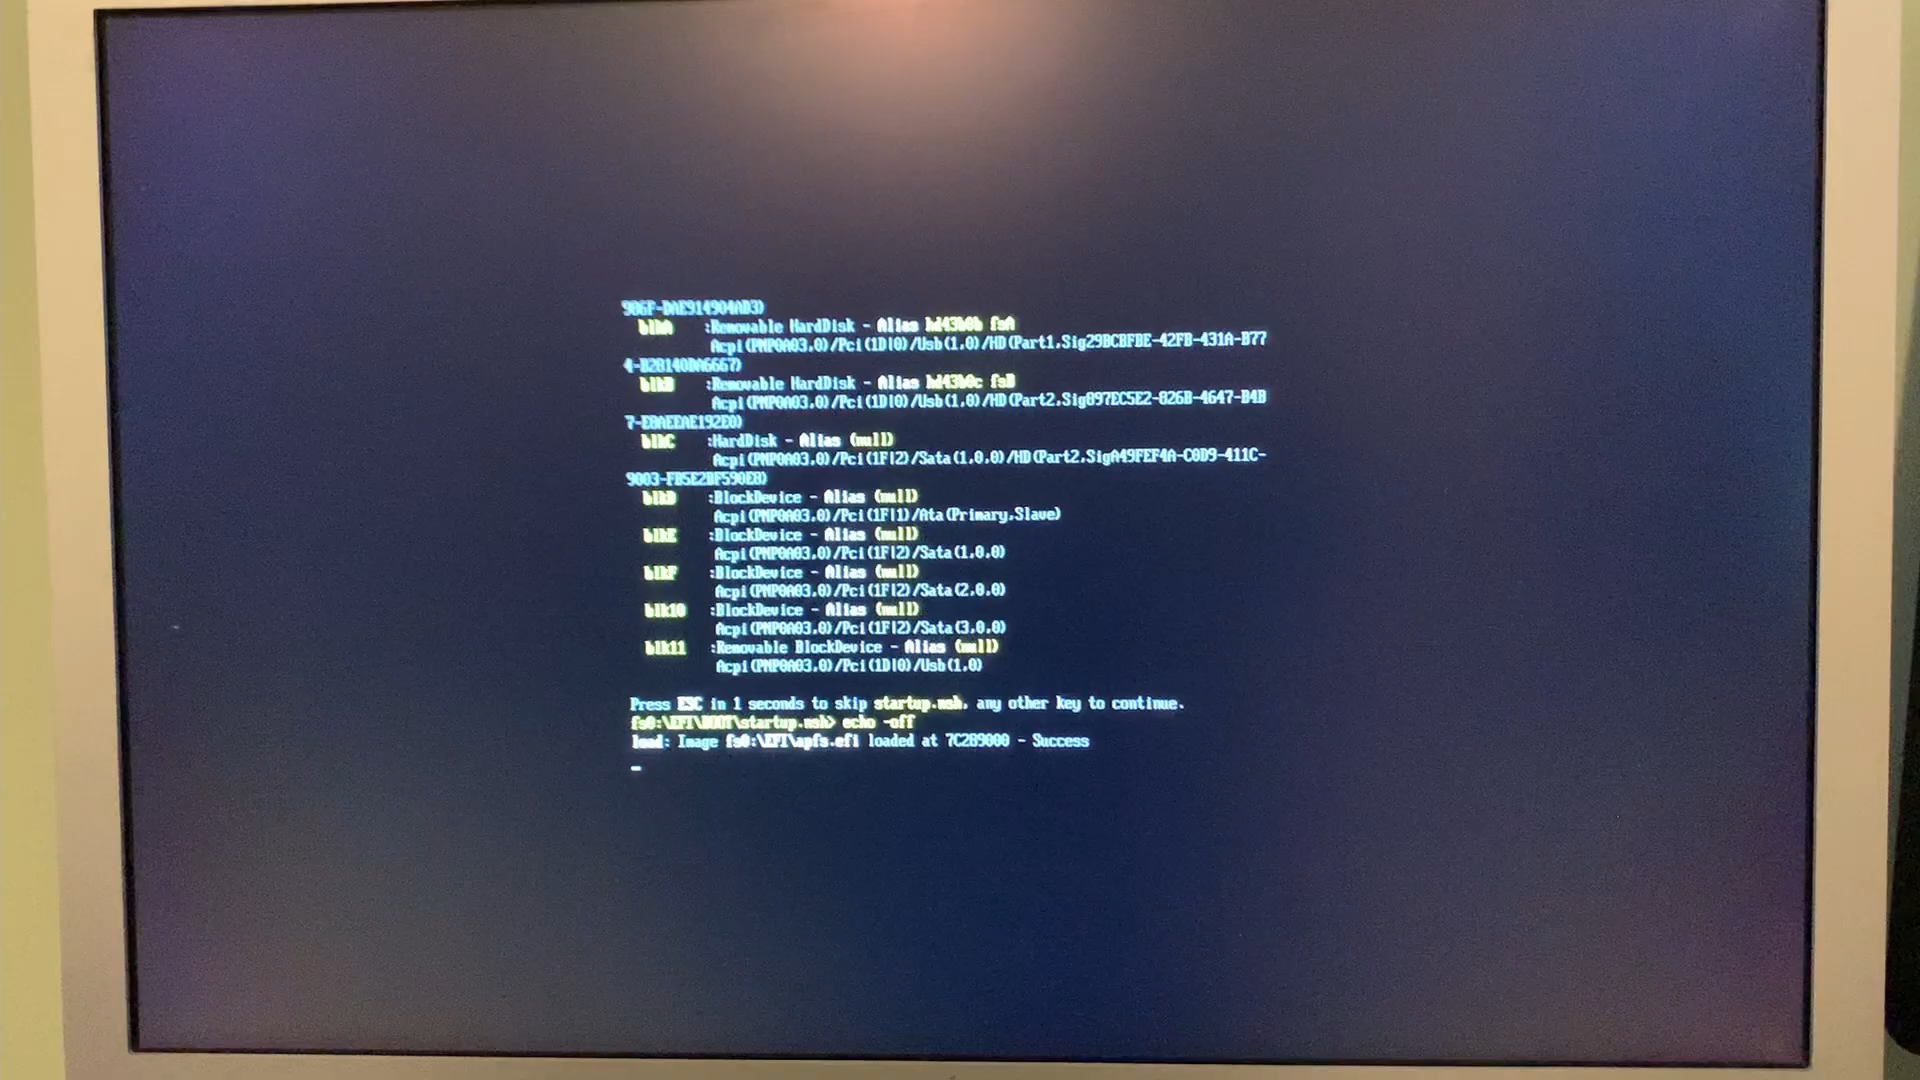 906F-DAE914904AD3)
blkA :Removable HardDisk - Alias hd43b0b fsA
Acpi(PNP0A03,0)/Pci(1D|0)/Usb(1,0)/HD(Part1,Sig29BCBFBE-42FB-431A-B77
4-B2B140DA6667)
blkB :Removable HardDisk - Alias hd43b0c fsB
Acpi(PNP0A03,0)/Pci(1D|0)/Usb(1,0)/HD(Part2,Sig897EC5E2-826B-4647-B4B
7-E8AEEAE192E0)
blkC :HardDisk - Alias (null)
Acpi(PNP0A03,0)/Pci(1F|2)/Sata(1,0,0)/HD(Part2,SigA49FEF4A-C0D9-411C-
9003-FB5E2BF590E8)
blkD :BlockDevice - Alias (null)
Acpi(PNP0A03,0)/Pci(1F|1)/Ata(Primary,Slave)
blkE :BlockDevice - Alias (null)
Acpi(PNP0A03,0)/Pci(1F|2)/Sata(1,0,0)
blkF :BlockDevice - Alias (null)
Acpi(PNP0A03,0)/Pci(1F|2)/Sata(2,0,0)
blk10 :BlockDevice - Alias (null)
Acpi(PNP0A03,0)/Pci(1F|2)/Sata(3,0,0)
blk11 :Removable BlockDevice - Alias (null)
Acpi(PNP0A03,0)/Pci(1D|0)/Usb(1,0)
Press ESC in 1 seconds to skip startup.nsh, any other key to continue.
fs0:\EFI\BOOT\startup.nsh> echo -off
load: Image fs0:\EFI\apfs.efi loaded at 7C289000 - Success
_